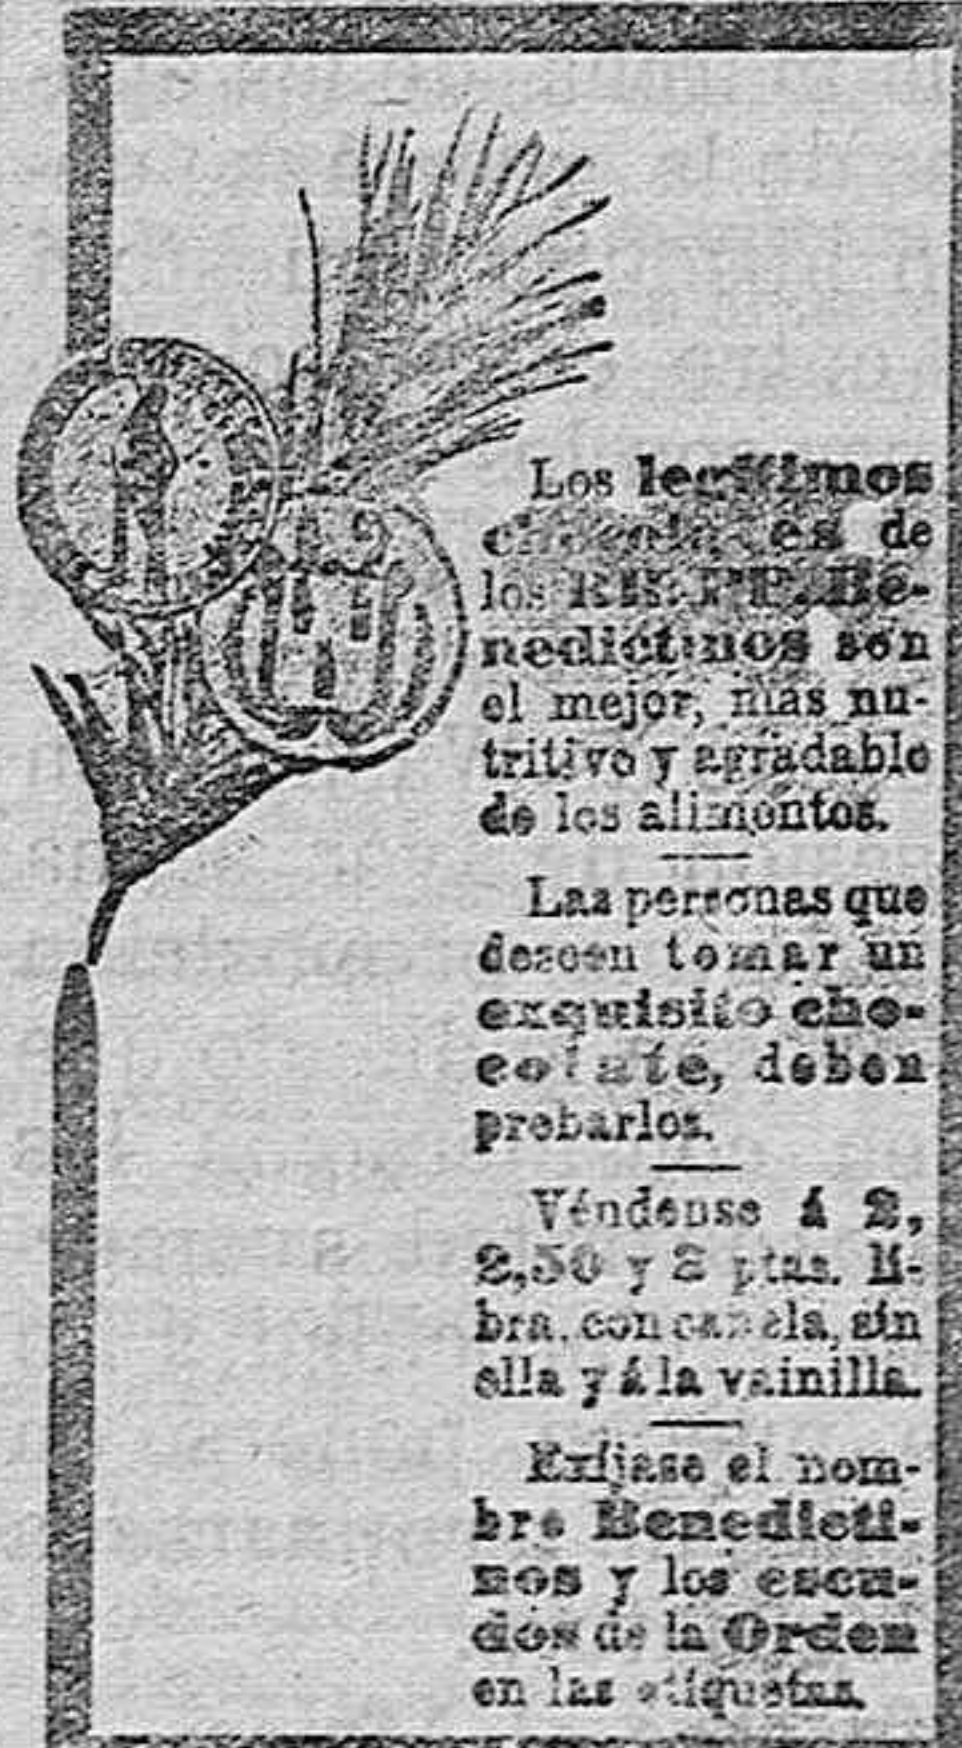 Los legítimos
chocolates de
los RR. PP. Be-
nedictinos son
el mejor, más nu-
tritivo y agradable
de los alimentos.
Las personas que
deseen tomar un
exquisito cho-
colate, deben
probarlos.
Véndense á 2,
2,50 y 3 ptas. li-
bra, con canela, sin
ella y á la vainilla.
Exíjase el nom-
bre Benedicti-
nos y los escu-
dos de la Orden
en las etiquetas.